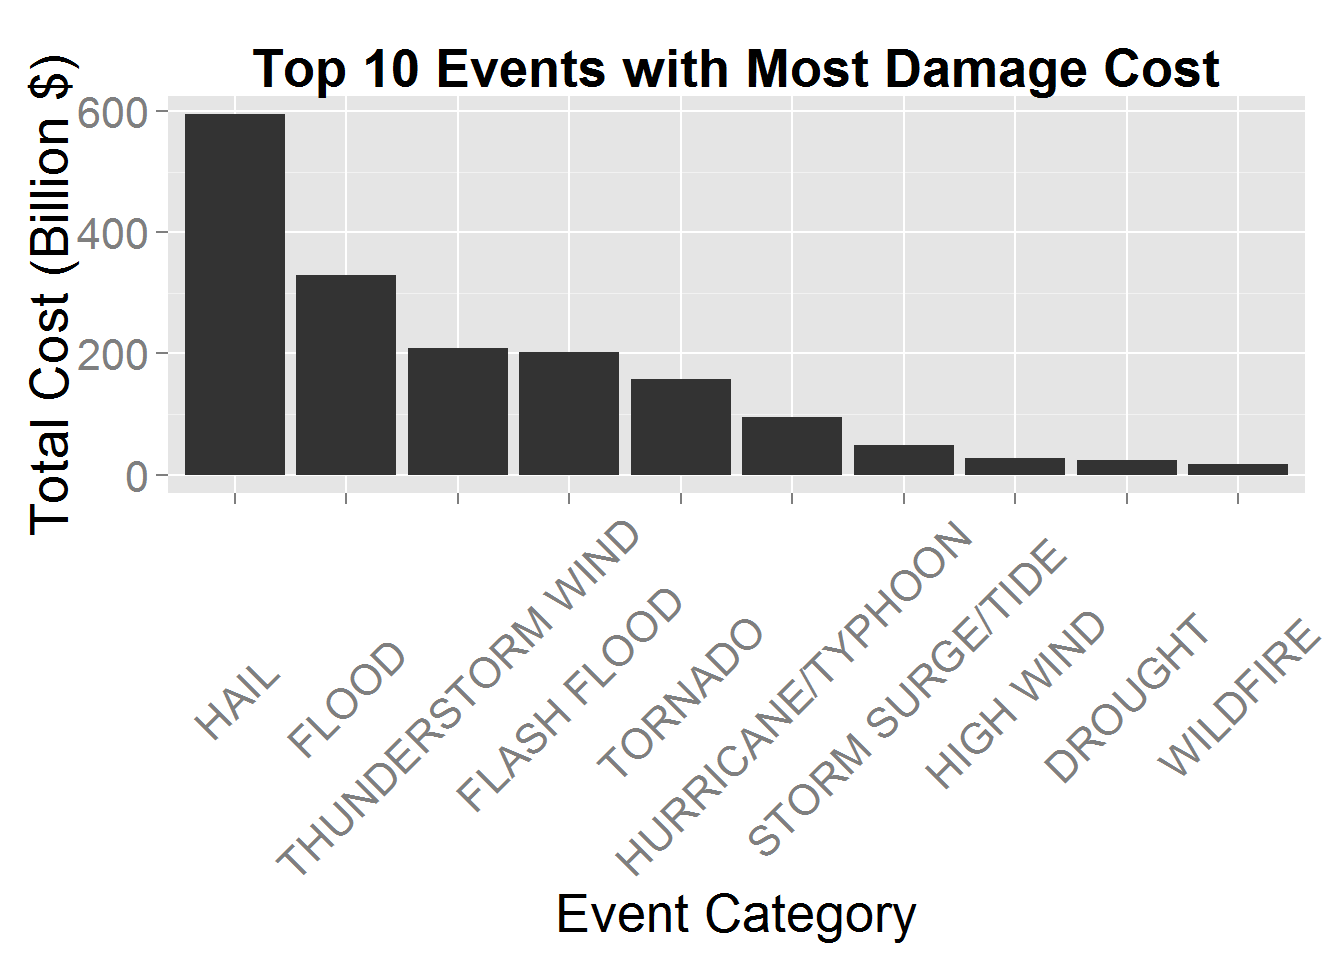 Top 10 Events with Most Damage Cost
Total Cost (Billion $)
600
400
200
0
HAIL
FLOOD
THUNDERSTORM WIND
FLASH FLOOD
TORNADO
HURRICANE/TYPHOON
STORM SURGE/TIDE
HIGH WIND
DROUGHT
WILDFIRE
Event Category